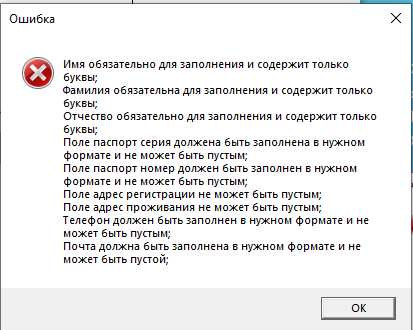 Ошибка
Имя обязательно для заполнения и содержит только
буквы;
Фамилия обязательна для заполнения и содержит только
буквы;
Отчество обязательно для заполнения и содержит только
буквы;
Поле паспорт серия должена быть заполнена в нужном
формате и не может быть пустым;
Поле паспорт номер должен быть заполнен в нужном
формате и не может быть пустым;
Поле адрес регистрации не может быть пустым;
Поле адрес проживания не может быть пустым;
Телефон должен быть заполнен в нужном формате и не
может быть пустым;
Почта должна быть заполнена в нужном формате и не
может быть пустой;
ОК